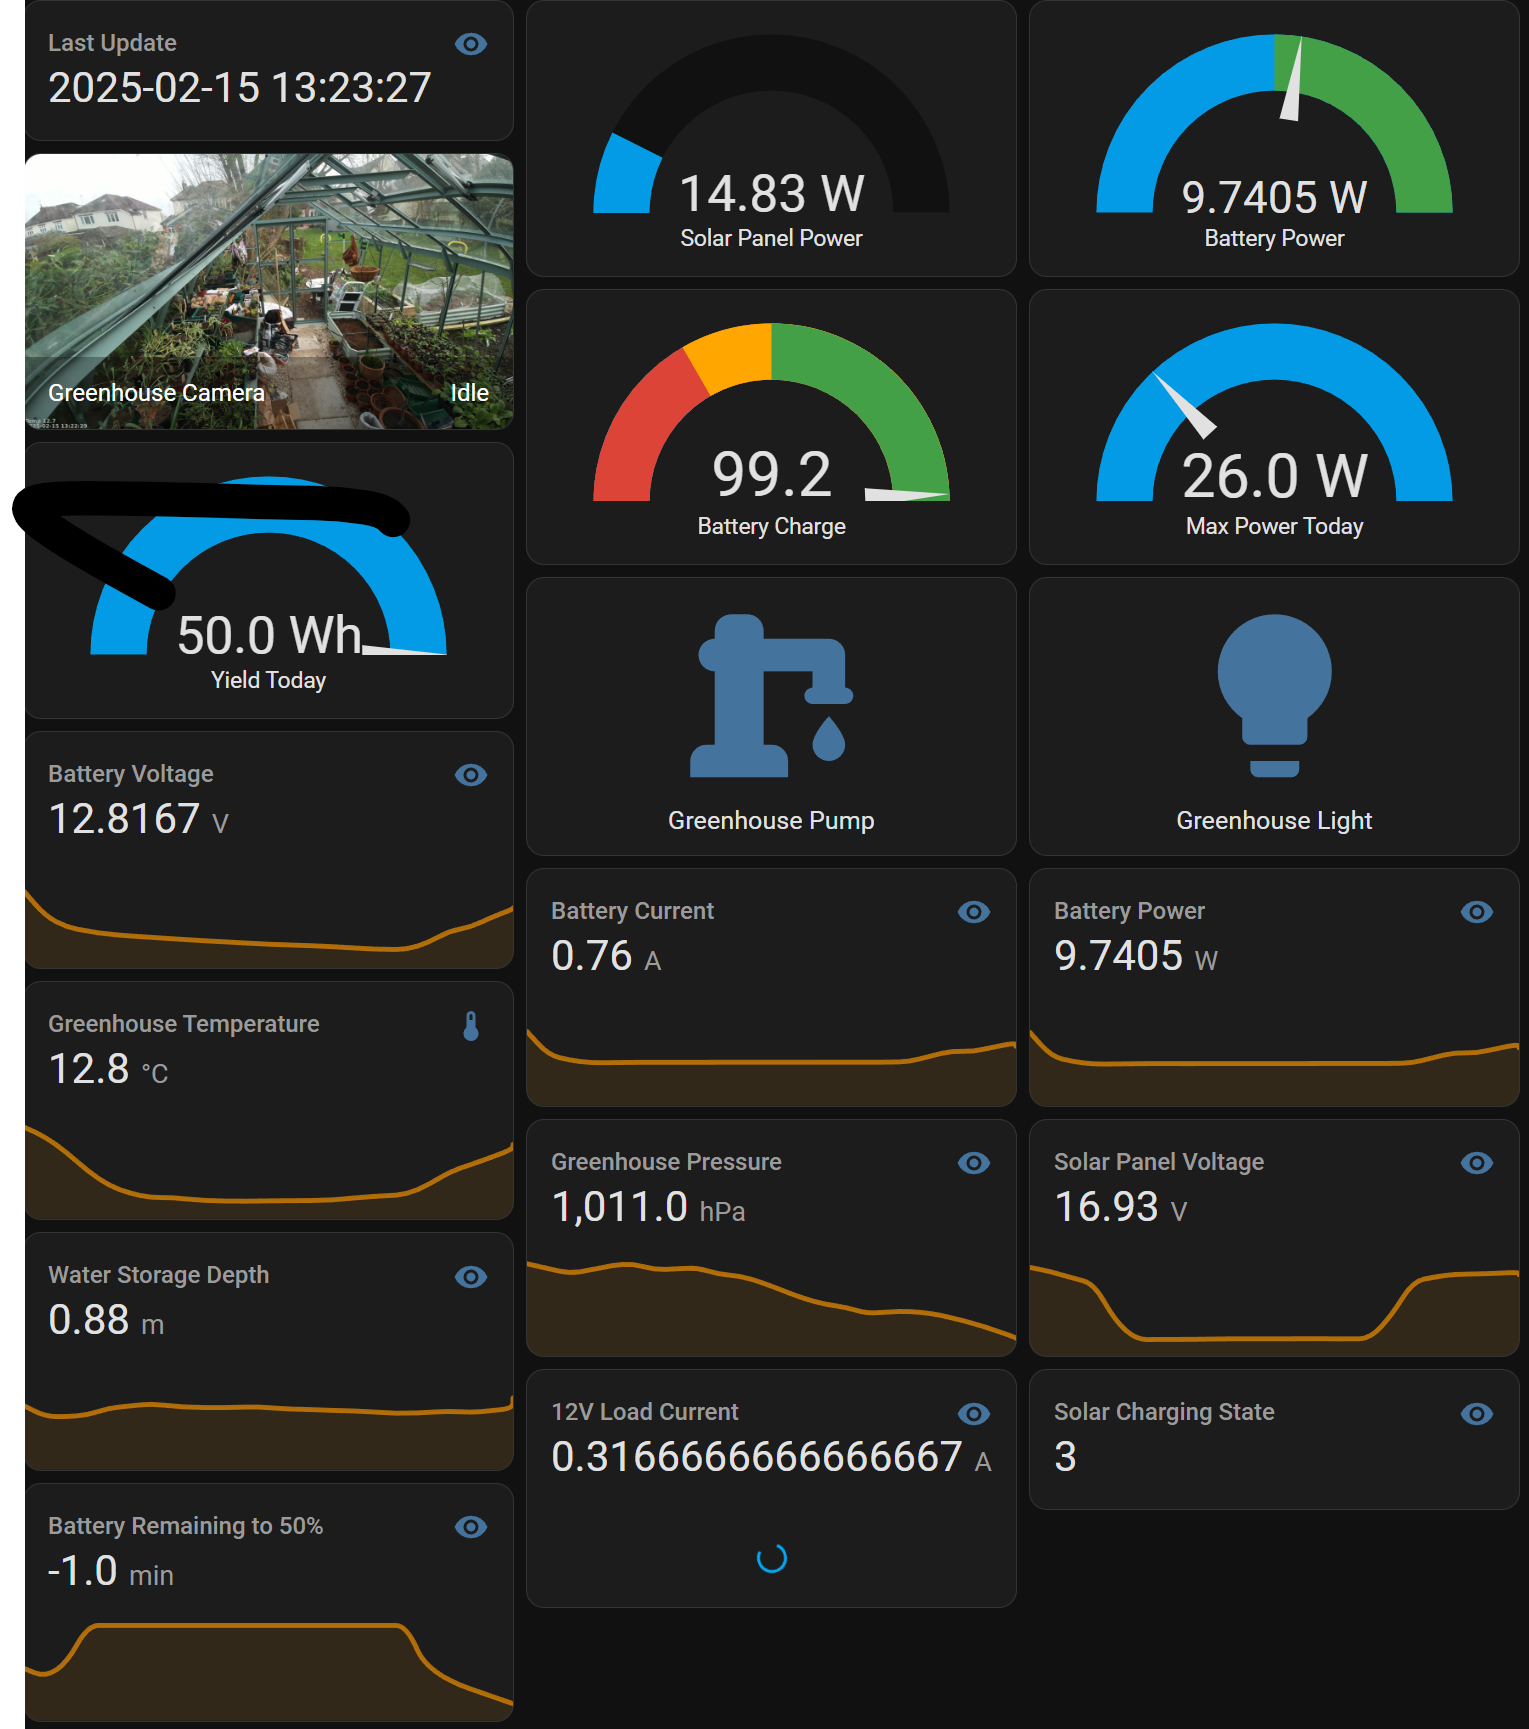 Last Update
2025-02-15 13:23:27
Greenhouse Camera
Idle
50.0 Wh
Yield Today
Battery Voltage
12.8167 V
Greenhouse Temperature
12.8 °C
Water Storage Depth
0.88 m
Battery Remaining to 50%
-1.0 min
14.83 W
Solar Panel Power
99.2
Battery Charge
Greenhouse Pump
Battery Current
0.76 A
Greenhouse Pressure
1,011.0 hPa
12V Load Current
0.3166666666666667 A
9.7405 W
Battery Power
26.0 W
Max Power Today
Greenhouse Light
Battery Power
9.7405 W
Solar Panel Voltage
16.93 V
Solar Charging State
3